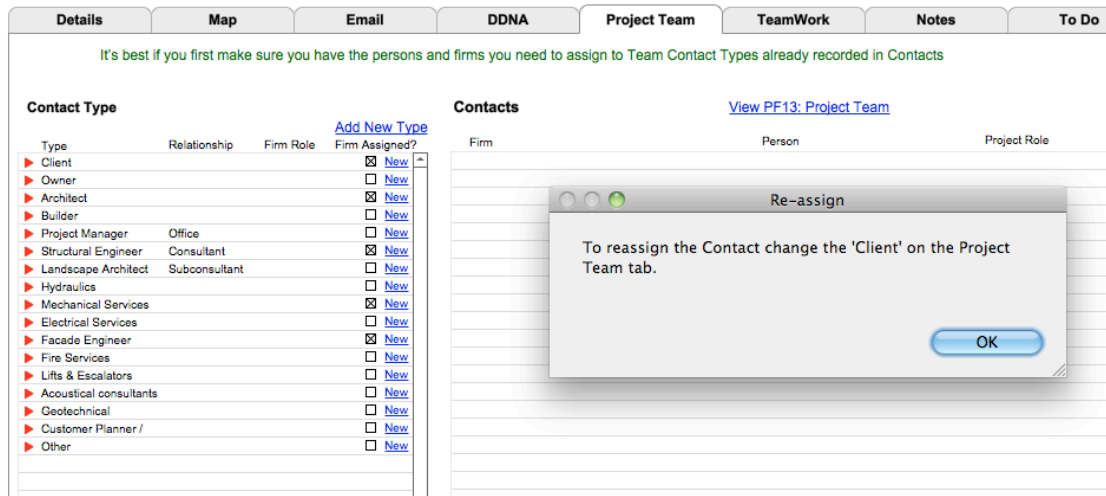 Details Map Email DDNA Project Team TeamWork Notes To Do
It's best if you first make sure you have the persons and firms you need to assign to Team Contact Types already recorded in Contacts
Contact Type
Add New Type
Type Relationship Firm Role Firm Assigned?
Client New
Owner New
Architect New
Builder New
Project Manager Office New
Structural Engineer Consultant New
Landscape Architect Subconsultant New
Hydraulics New
Mechanical Services New
Electrical Services New
Facade Engineer New
Fire Services New
Lifts & Escalators New
Acoustical consultants New
Geotechnical New
Customer Planner / New
Other New
Contacts View PF13: Project Team
Firm Person Project Role
Re-assign
To reassign the Contact change the 'Client' on the Project
Team tab.
OK